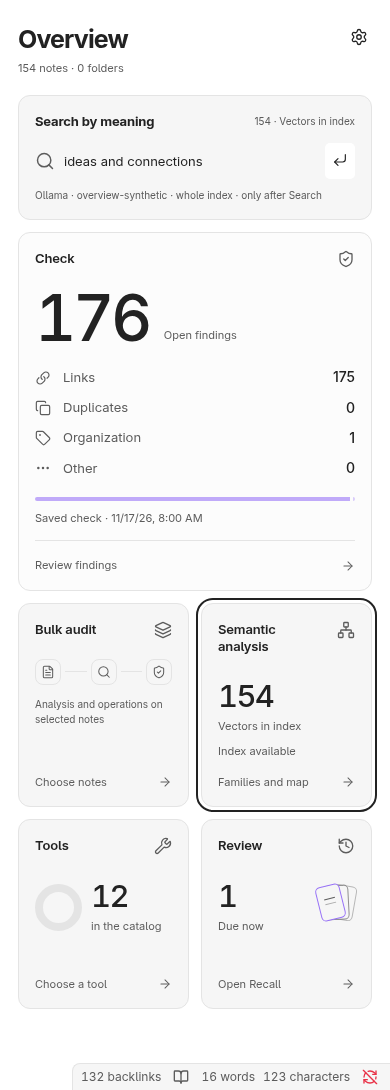 Overview
154 notes · 0 folders
Search by meaning
154 · Vectors in index
ideas and connections
Ollama · overview-synthetic · whole index · only after Search
Check
176 Open findings
Links 175
Duplicates 0
Organization 1
Other 0
Saved check · 11/17/26, 8:00 AM
Review findings
Bulk audit
Analysis and operations on
selected notes
Choose notes
Semantic
analysis
154
Vectors in index
Index available
Families and map
Tools
12
in the catalog
Choose a tool
Review
1
Due now
Open Recall
132 backlinks 16 words 123 characters